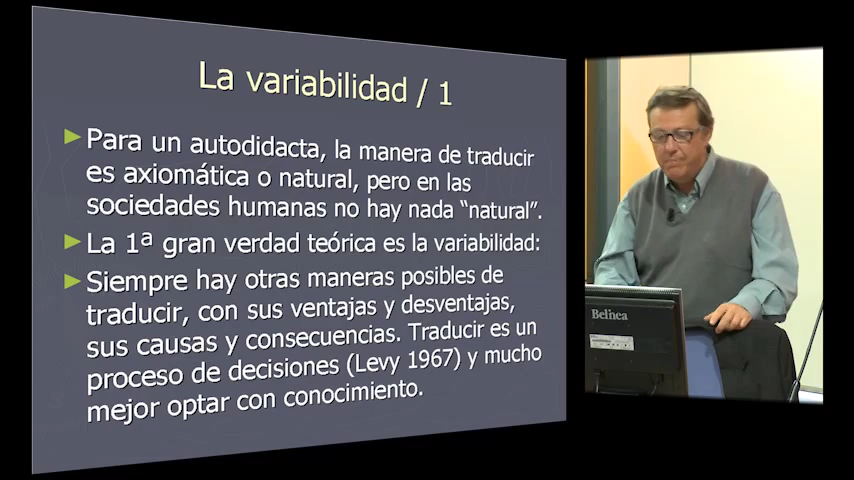 La variabilidad / 1
Para un autodidacta, la manera de traducir
es axiomática o natural, pero en las
sociedades humanas no hay nada “natural”.
La 1ª gran verdad teórica es la variabilidad:
Siempre hay otras maneras posibles de
traducir, con sus ventajas y desventajas,
sus causas y consecuencias. Traducir es un
proceso de decisiones (Levy 1967) y mucho
mejor optar con conocimiento.
Belinea